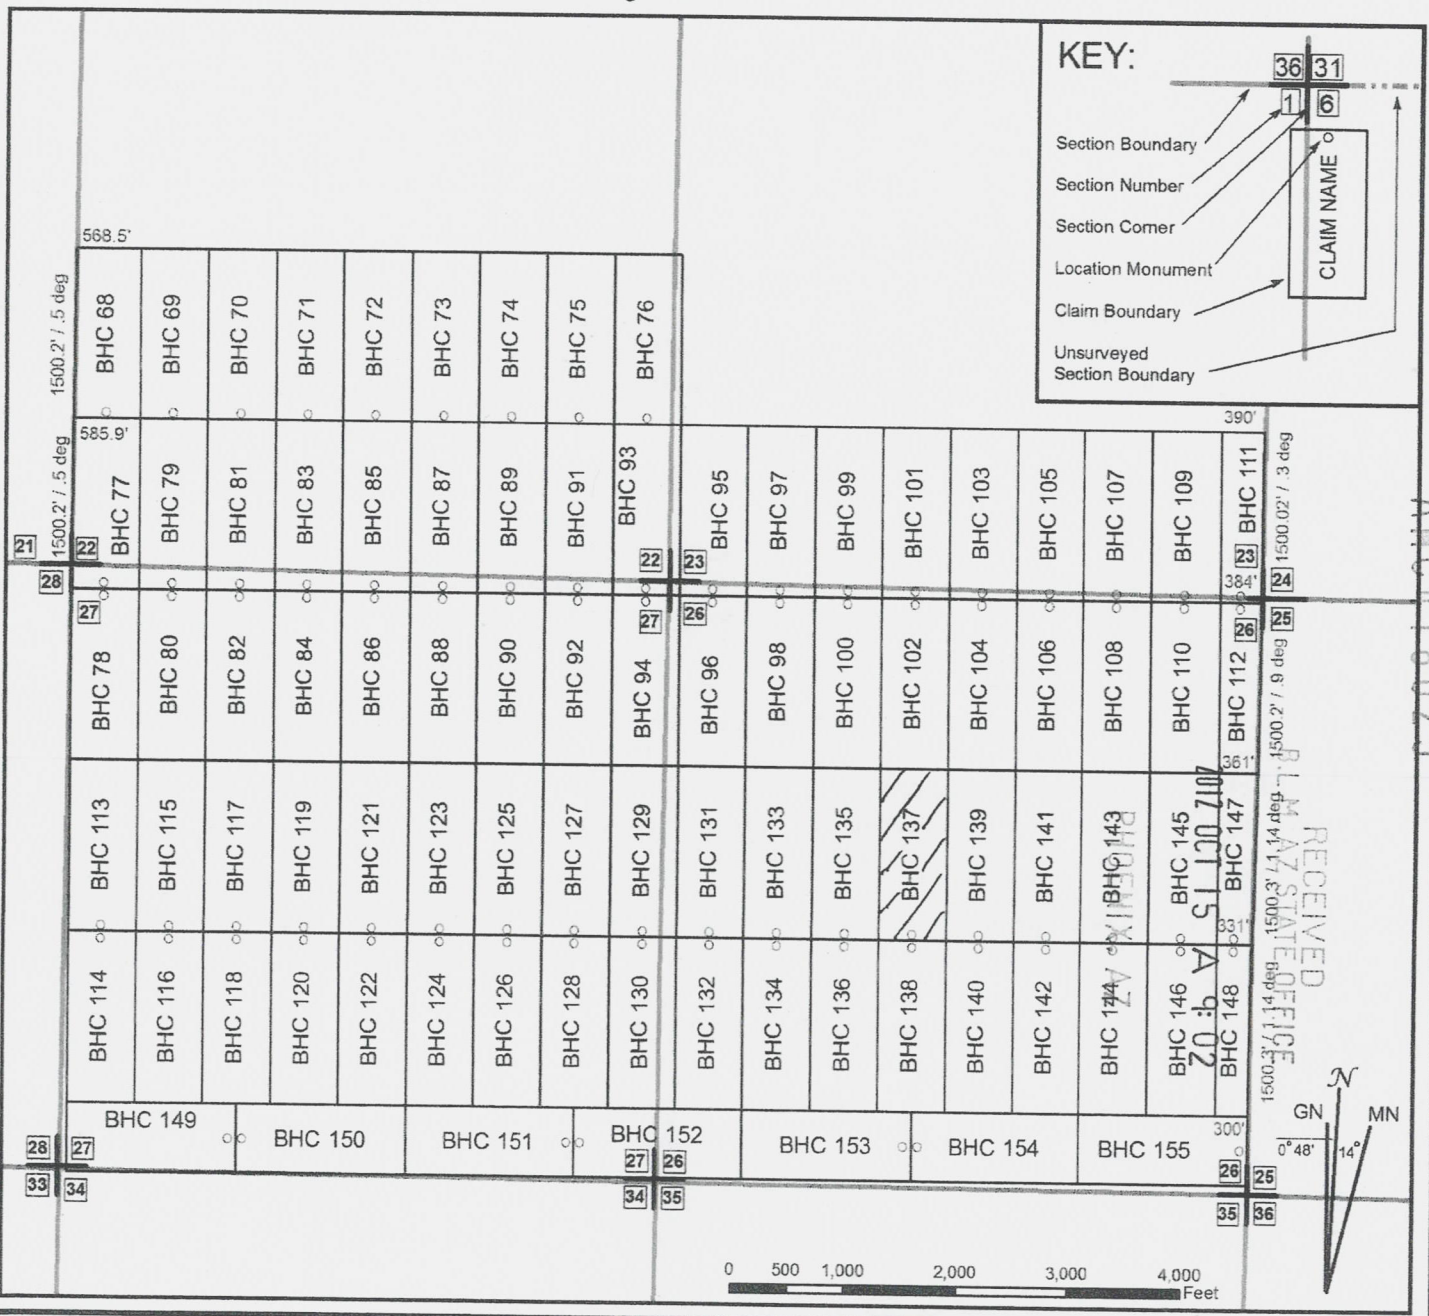 KEY:
36 31
1 6
Section Boundary
Section Number
Section Corner
Location Monument
Claim Boundary
Unsurveyed
Section Boundary
CLAIM NAME
568.5'
1500.2' / .5 deg
BHC 68 BHC 69 BHC 70 BHC 71 BHC 72 BHC 73 BHC 74 BHC 75 BHC 76
390'
585.9'
1500.2' / .5 deg
BHC 77 BHC 79 BHC 81 BHC 83 BHC 85 BHC 87 BHC 89 BHC 91 BHC 93 BHC 95 BHC 97 BHC 99 BHC 101 BHC 103 BHC 105 BHC 107 BHC 109 BHC 111
1500.02' / .3 deg
21 22 22 23 23 24
28 27 27 26 384' 26 25
BHC 78 BHC 80 BHC 82 BHC 84 BHC 86 BHC 88 BHC 90 BHC 92 BHC 94 BHC 96 BHC 98 BHC 100 BHC 102 BHC 104 BHC 106 BHC 108 BHC 110 BHC 112
1500.2' / .9 deg
361'
BHC 113 BHC 115 BHC 117 BHC 119 BHC 121 BHC 123 BHC 125 BHC 127 BHC 129 BHC 131 BHC 133 BHC 135 BHC 137 BHC 139 BHC 141 BHC 143 BHC 145 BHC 147
1500.3' / 1.14 deg
331'
BHC 114 BHC 116 BHC 118 BHC 120 BHC 122 BHC 124 BHC 126 BHC 128 BHC 130 BHC 132 BHC 134 BHC 136 BHC 138 BHC 140 BHC 142 BHC 144 BHC 146 BHC 148
1500.3' / 1.14 deg
RECEIVED
B.L.M. AZ STATE OFFICE
2012 OCT 15 A 9:02
PHOENIX, AZ
BHC 149 BHC 150 BHC 151 BHC 152 BHC 153 BHC 154 BHC 155
300'
28 27 27 26 26 25
33 34 34 35 35 36
N
GN MN
0°48' 14°
0 500 1,000 2,000 3,000 4,000
Feet